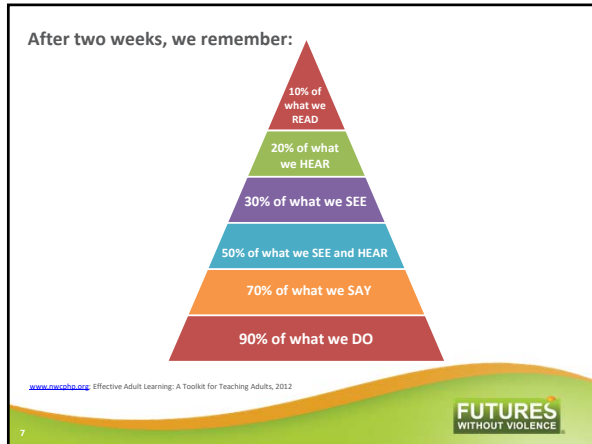 After two weeks, we remember:
10% of
what we
READ
20% of what
we HEAR
30% of what we SEE
50% of what we SEE and HEAR
70% of what we SAY
90% of what we DO
www.nwcphp.org; Effective Adult Learning: A Toolkit for Teaching Adults, 2012
7
FUTURES
WITHOUT VIOLENCE